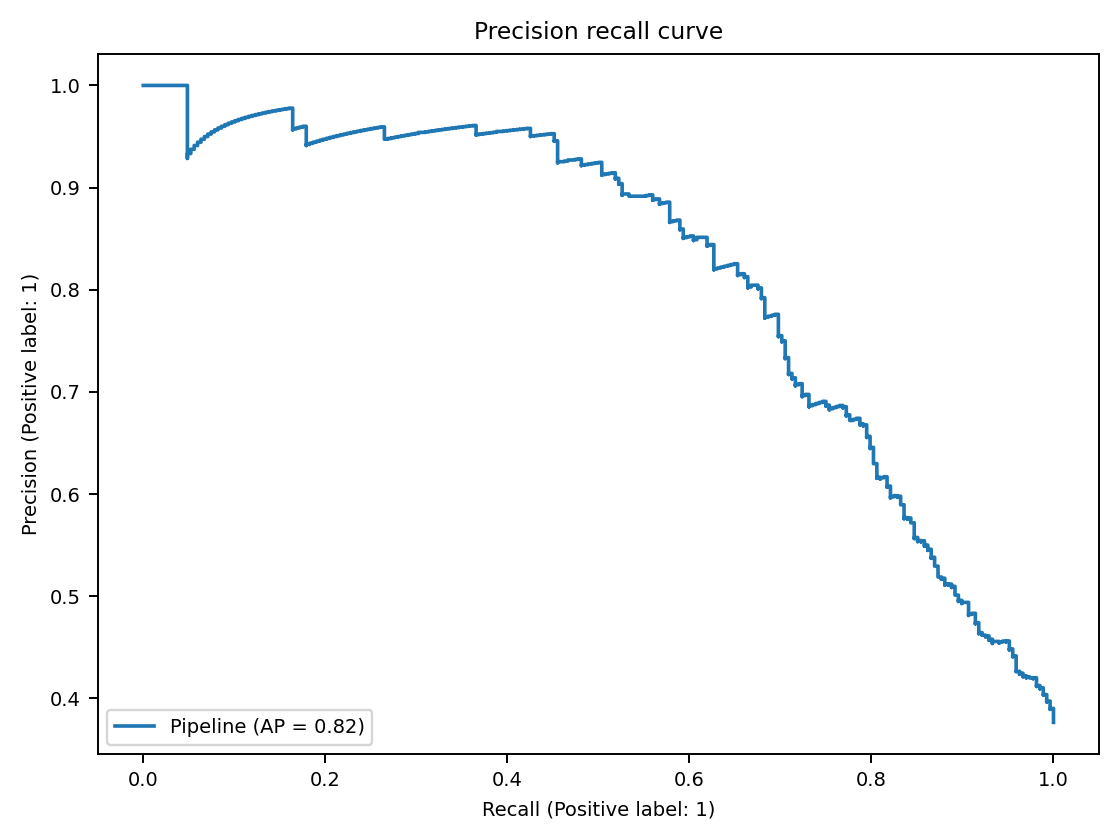 Precision recall curve
1.0
0.9
0.8
0.7
0.6
0.5
0.4
Precision (Positive label: 1)
Pipeline (AP = 0.82)
0.0 0.2 0.4 0.6 0.8 1.0
Recall (Positive label: 1)